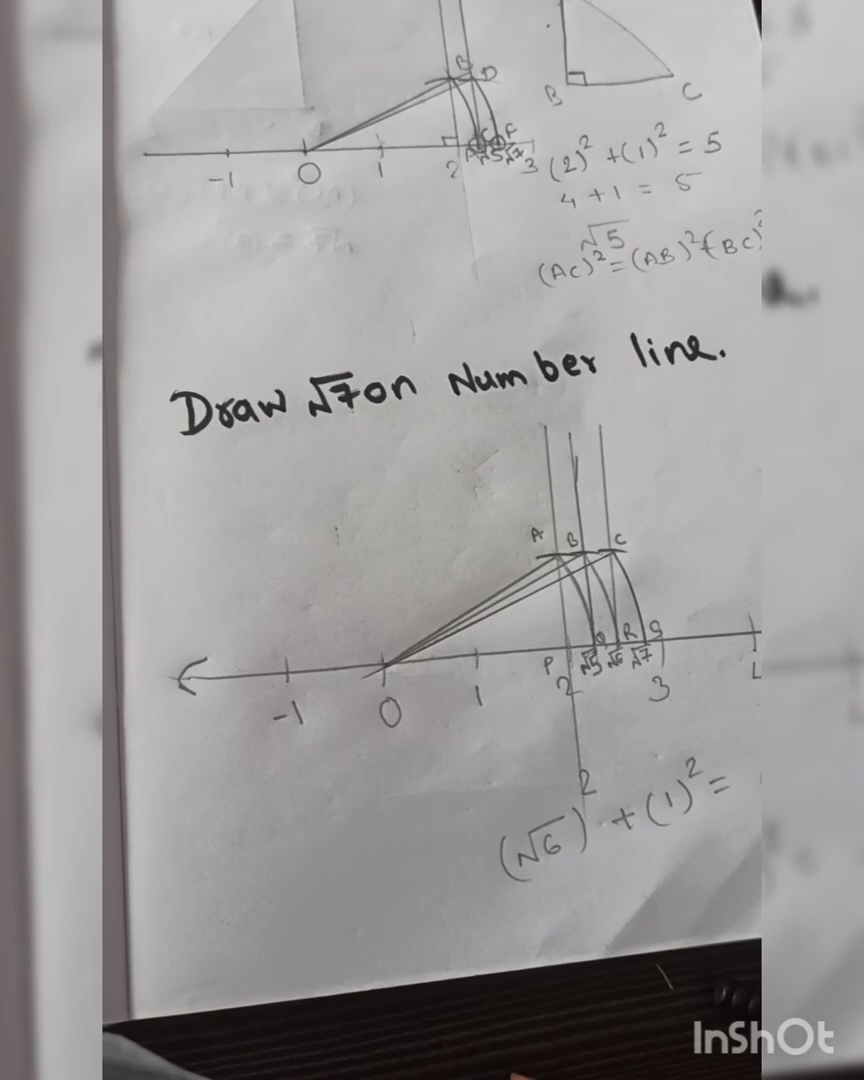 B D
B C
A √5 F √7
-1 0 1 2 3
(2)² + (1)² = 5
4 + 1 = 5
√5
(AC)² = (AB)² + (BC)²
Draw √7 on Number line.
A B C
P Q R S
√5 √6 √7
-1 0 1 2 3
(√6)² + (1)² =
InShOt